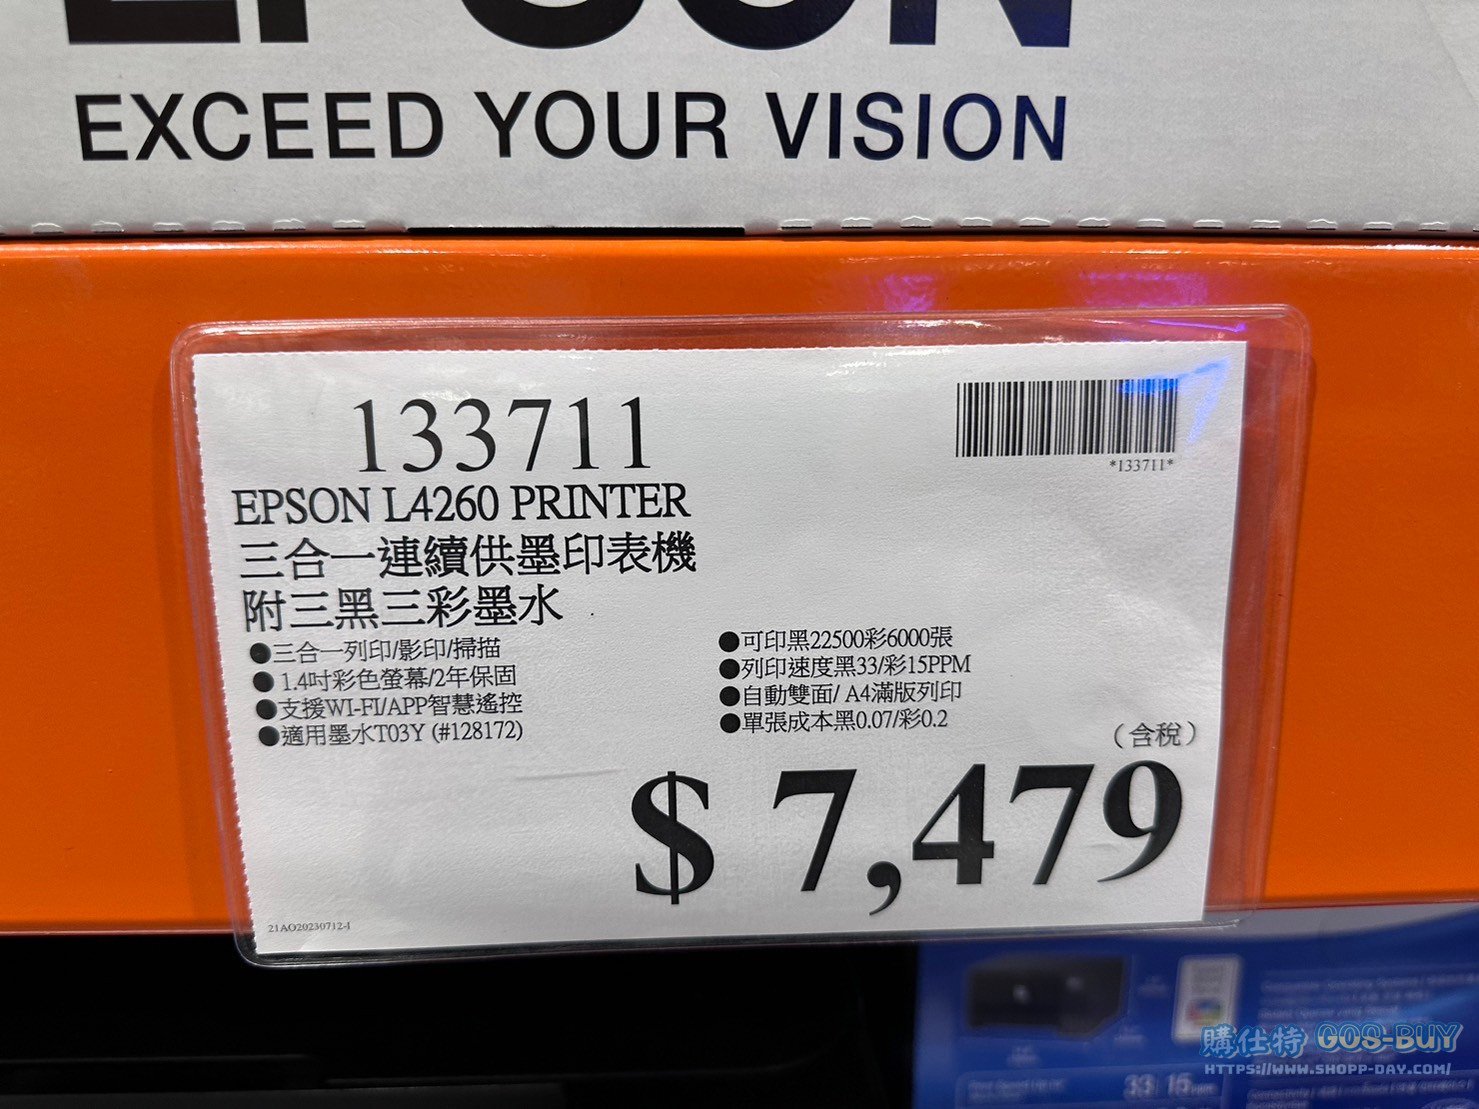 EPSON
EXCEED YOUR VISION
133711
*133711*
EPSON L4260 PRINTER
三合一連續供墨印表機
附三黑三彩墨水
●三合一列印/影印/掃描
●1.4吋彩色螢幕/2年保固
●支援WI-FI/APP智慧遙控
●適用墨水T03Y (#128172)
●可印黑22500彩6000張
●列印速度黑33/彩15PPM
●自動雙面/ A4滿版列印
●單張成本黑0.07/彩0.2
（含稅）
$ 7,479
21AO20230712-1
33 15
購仕特 GOS-BUY
HTTPS://WWW.SHOPP-DAY.COM/